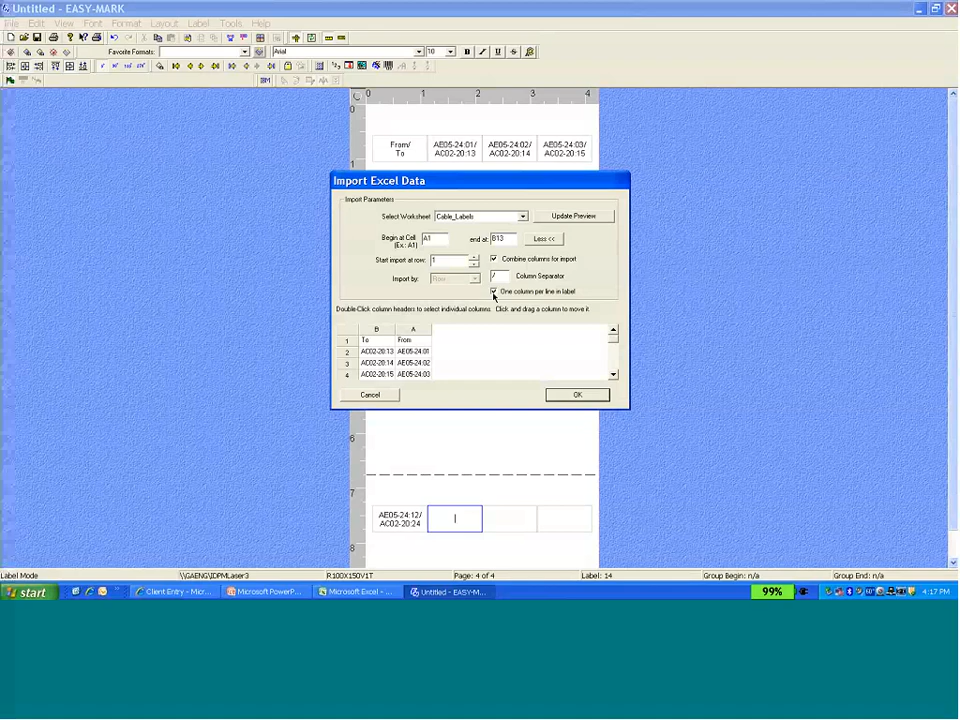 Untitled - EASY-MARK
File Edit View Font Format Layout Label Tools Help
Favorite Formats: Arial 10 B I U S
0 1 2 3 4
0
From/ AE05-24:01/ AE05-24:02/ AE05-24:03/
To AC02-20:13 AC02-20:14 AC02-20:15
1
Import Excel Data
Import Parameters
Select Worksheet Cable_Labels Update Preview
Begin at Cell A1 end at: B13 Less <<
(Ex.: A1)
Start import at row: 1 Combine columns for import
Import by: Row / Column Separator
One column per line in label
Double-Click column headers to select individual columns. Click and drag a column to move it.
B A
1 To From
2 AC02-20:13 AE05-24:01
3 AC02-20:14 AE05-24:02
4 AC02-20:15 AE05-24:03
Cancel OK
6
7
AE05-24:12/
AC02-20:24
8
Label Mode \\GAENG\IDPMLaser3 R100X150V1T Page: 4 of 4 Label: 14 Group Begin: n/a Group End: n/a
start Client Entry - Micr... Microsoft PowerP... Microsoft Excel - ... Untitled - EASY-M... 99% 4:17 PM